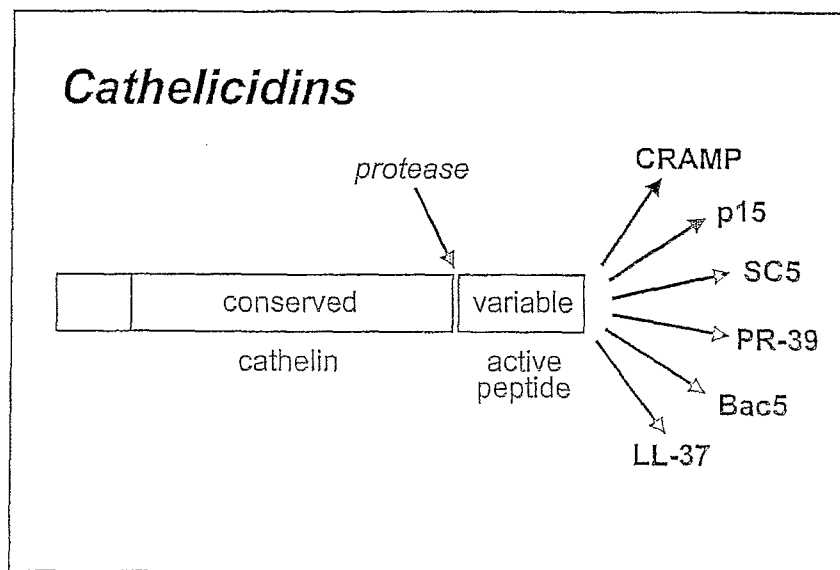 Cathelicidins
protease
CRAMP
p15
SC5
PR-39
Bac5
LL-37
conserved
variable
cathelin
active
peptide